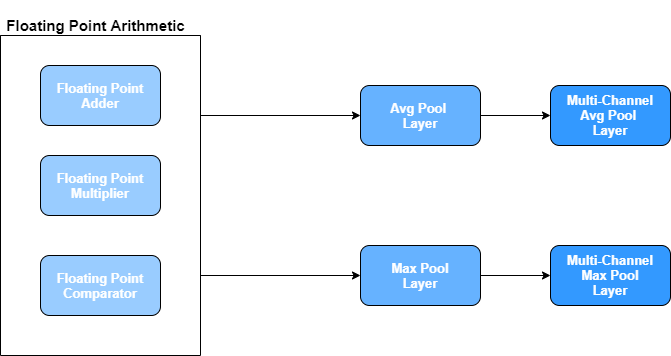 Floating Point Arithmetic
Floating Point
Adder
Floating Point
Multiplier
Floating Point
Comparator
Avg Pool
Layer
Multi-Channel
Avg Pool
Layer
Max Pool
Layer
Multi-Channel
Max Pool
Layer